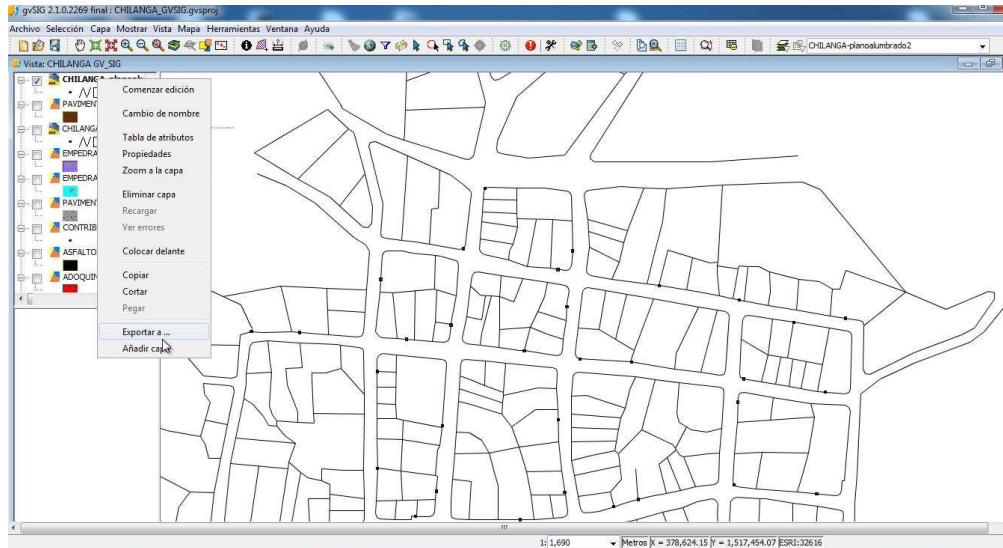 gvSIG 2.1.0.2269 final : CHILANGA_GVSIG.gvsproj
Archivo Selección Capa Mostrar Vista Mapa Herramientas Ventana Ayuda
CHILANGA-planoalumbrado2
Vista: CHILANGA GV_SIG
CHILANGA
PAVIMEN
CHILANGA
EMPEDRA
EMPEDRA
PAVIMEN
CONTRIB
ASFALTO
ADOQUIN
Comenzar edición
Cambio de nombre
Tabla de atributos
Propiedades
Zoom a la capa
Eliminar capa
Recargar
Ver errores
Colocar delante
Copiar
Cortar
Pegar
Exportar a ...
Añadir capa
1: 1,690 Metros X = 378,624.15 Y = 1,517,454.07 ESRI:32616